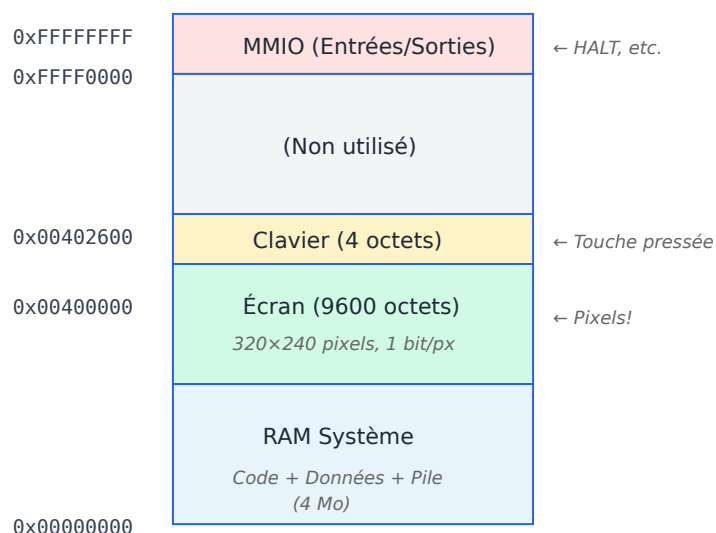 0xFFFFFFFF
MMIO (Entrées/Sorties)
← HALT, etc.
0xFFFF0000
(Non utilisé)
0x00402600
Clavier (4 octets)
← Touche pressée
0x00400000
Écran (9600 octets)
← Pixels!
320×240 pixels, 1 bit/px
RAM Système
Code + Données + Pile
(4 Mo)
0x00000000